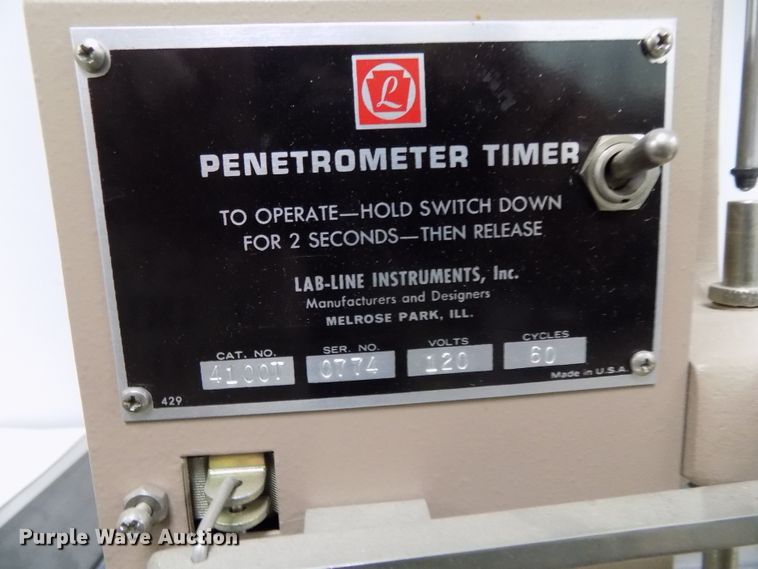 L
PENETROMETER TIMER
TO OPERATE—HOLD SWITCH DOWN
FOR 2 SECONDS—THEN RELEASE
LAB-LINE INSTRUMENTS, Inc.
Manufacturers and Designers
MELROSE PARK, ILL.
CAT. NO. SER. NO. VOLTS CYCLES
4100T 0774 120 60
Made in U.S.A.
429
Purple Wave Auction